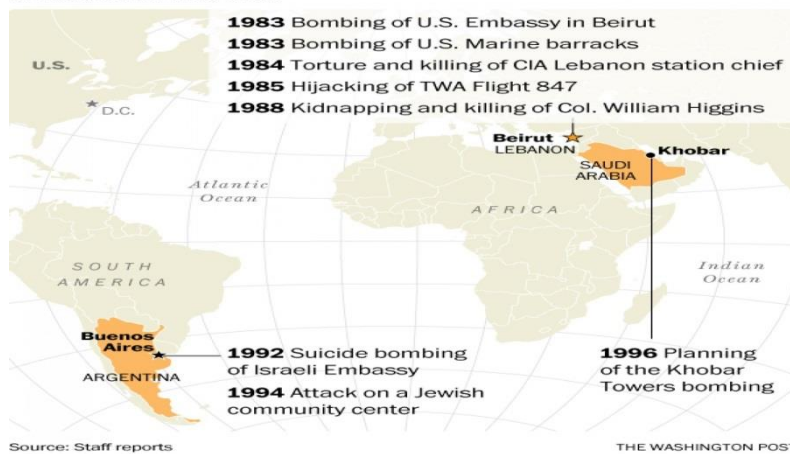 1983 Bombing of U.S. Embassy in Beirut
1983 Bombing of U.S. Marine barracks
1984 Torture and killing of CIA Lebanon station chief
1985 Hijacking of TWA Flight 847
1988 Kidnapping and killing of Col. William Higgins
U.S.
D.C.
Beirut
LEBANON
Khobar
SAUDI
ARABIA
Atlantic
Ocean
AFRICA
SOUTH
AMERICA
Indian
Ocean
Buenos
Aires
ARGENTINA
1992 Suicide bombing
of Israeli Embassy
1994 Attack on a Jewish
community center
1996 Planning
of the Khobar
Towers bombing
Source: Staff reports
THE WASHINGTON POST